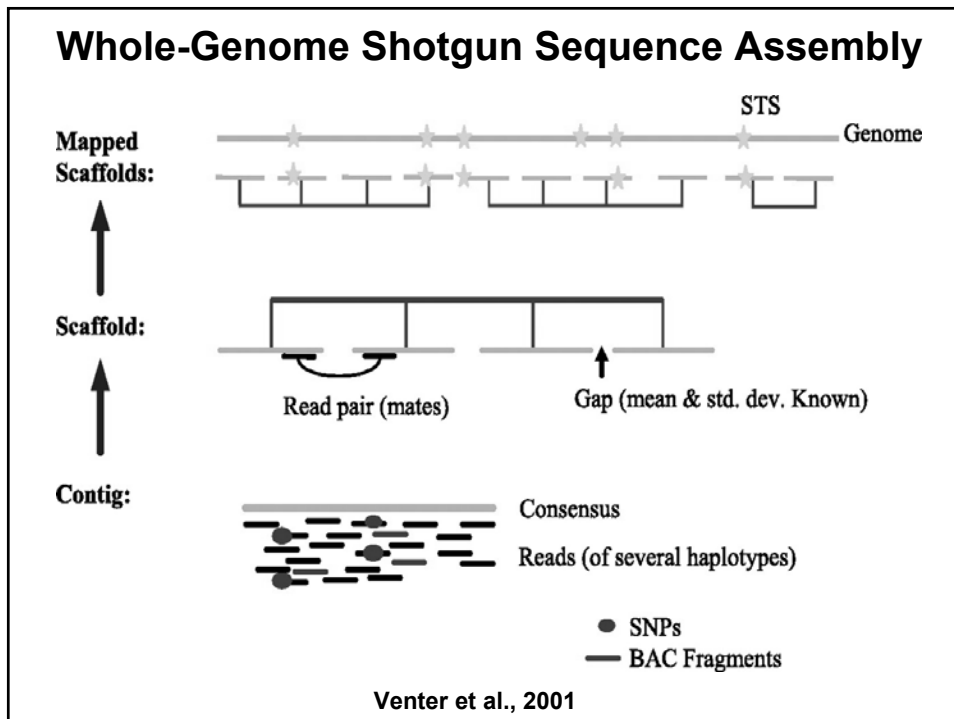 Whole-Genome Shotgun Sequence Assembly
STS
Genome
Mapped
Scaffolds:
Scaffold:
Read pair (mates)
Gap (mean & std. dev. Known)
Contig:
Consensus
Reads (of several haplotypes)
SNPs
BAC Fragments
Venter et al., 2001